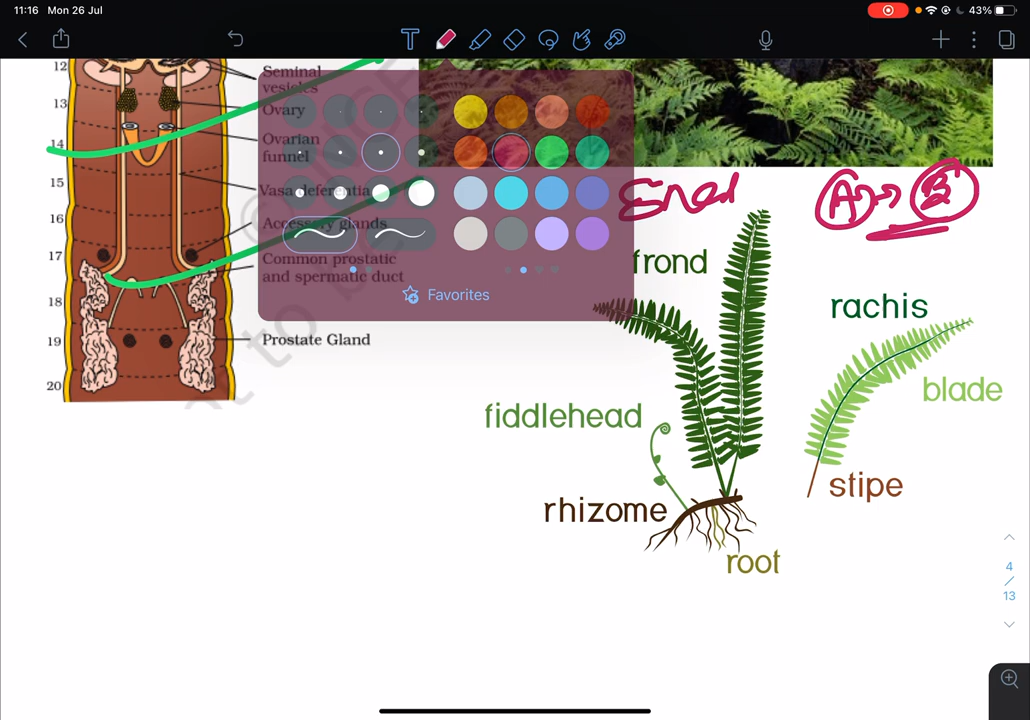 11:16 Mon 26 Jul
43%
T
12
13
14
15
16
17
18
19
20
Seminal
vesicles
Ovary
Ovarian
funnel
Vasa deferentia
Accessory glands
Common prostatic
and spermatic duct
Prostate Gland
Favorites
A → B
frond
rachis
blade
fiddlehead
stipe
rhizome
root
4
/
13